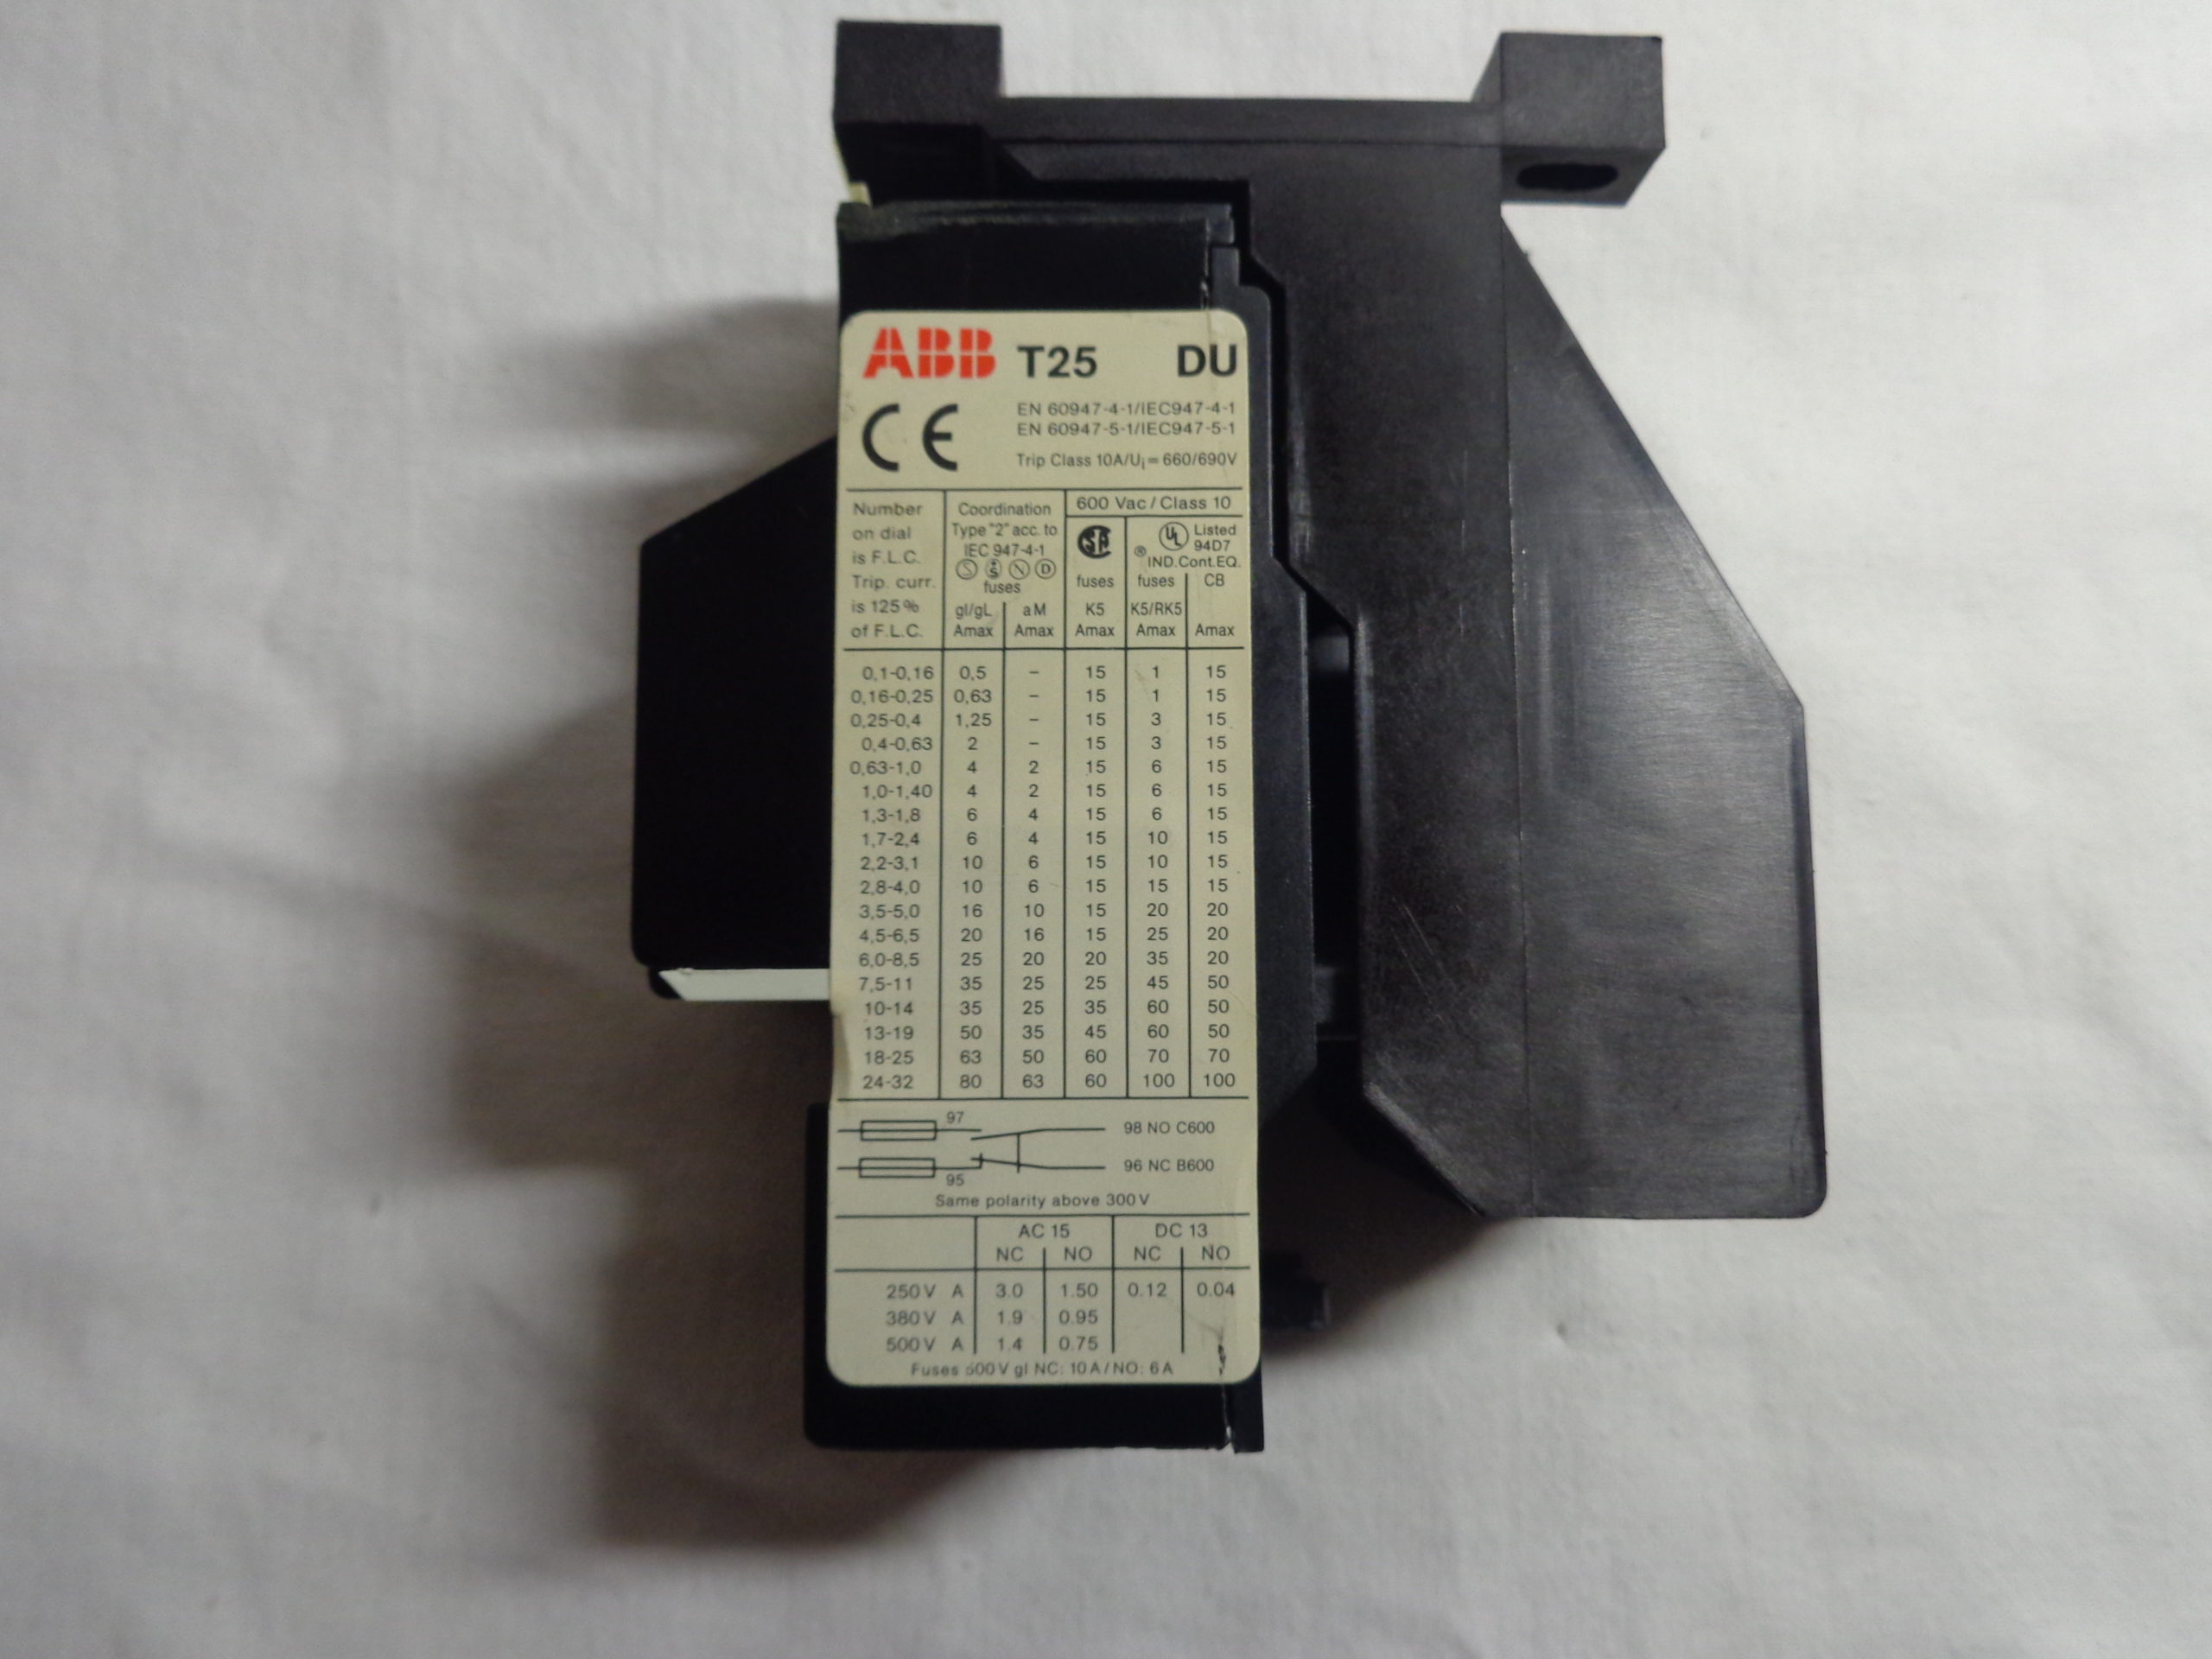 ABB T25 DU
CE
EN 60947-4-1/IEC947-4-1
EN 60947-5-1/IEC947-5-1
Trip Class 10A/Ui=660/690V
Number on dial is F.L.C. Trip. curr. is 125% of F.L.C.
Coordination Type "2" acc. to IEC 947-4-1
S S N D
fuses
gl/gL Amax
aM Amax
600 Vac / Class 10
SA fuses K5 Amax
UL ® Listed 94D7 IND.Cont.EQ.
fuses K5/RK5 Amax
CB Amax
0,1-0,16 0,5 – 15 1 15
0,16-0,25 0,63 – 15 1 15
0,25-0,4 1,25 – 15 3 15
0,4-0,63 2 – 15 3 15
0,63-1,0 4 2 15 6 15
1,0-1,40 4 2 15 6 15
1,3-1,8 6 4 15 6 15
1,7-2,4 6 4 15 10 15
2,2-3,1 10 6 15 10 15
2,8-4,0 10 6 15 15 15
3,5-5,0 16 10 15 20 20
4,5-6,5 20 16 15 25 20
6,0-8,5 25 20 20 35 20
7,5-11 35 25 25 45 50
10-14 35 25 35 60 50
13-19 50 35 45 60 50
18-25 63 50 60 70 70
24-32 80 63 60 100 100
97 98 NO C600
95 96 NC B600
Same polarity above 300V
AC 15 DC 13
NC NO NC NO
250V A 3.0 1.50 0.12 0.04
380V A 1.9 0.95
500V A 1.4 0.75
Fuses 500V gl NC: 10A/NO: 6A